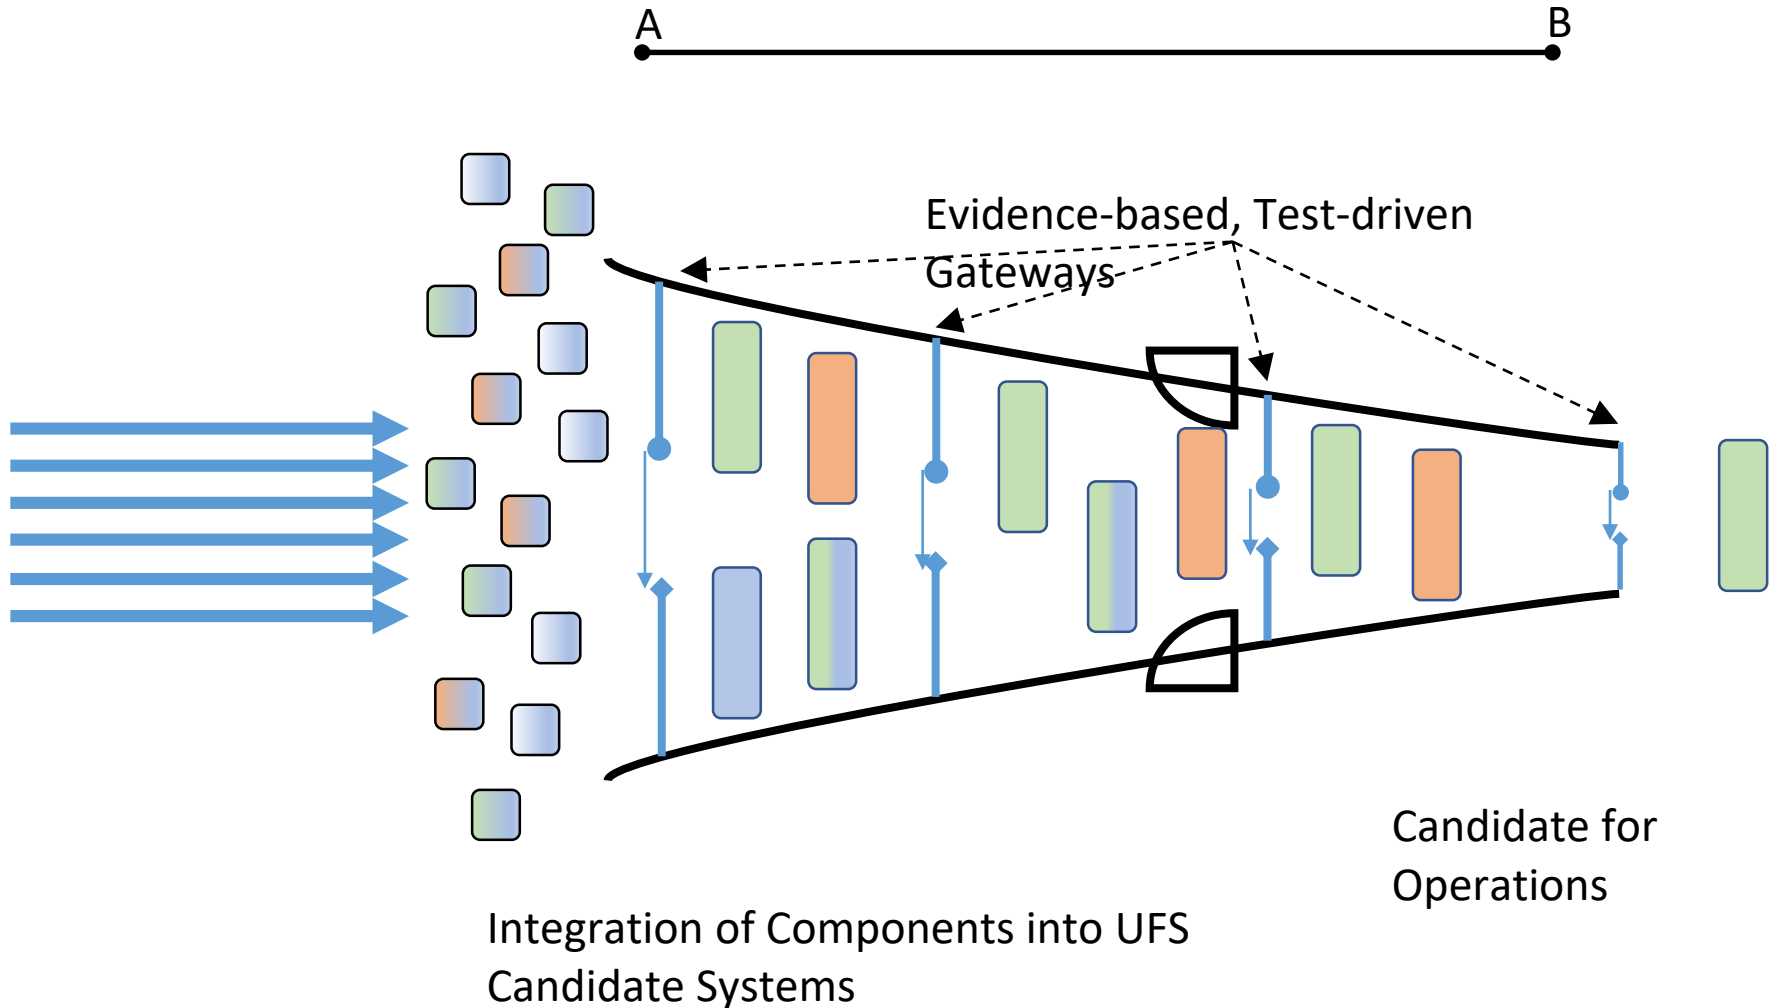 A
B
Evidence-based, Test-driven
Gateways
Candidate for
Operations
Integration of Components into UFS
Candidate Systems